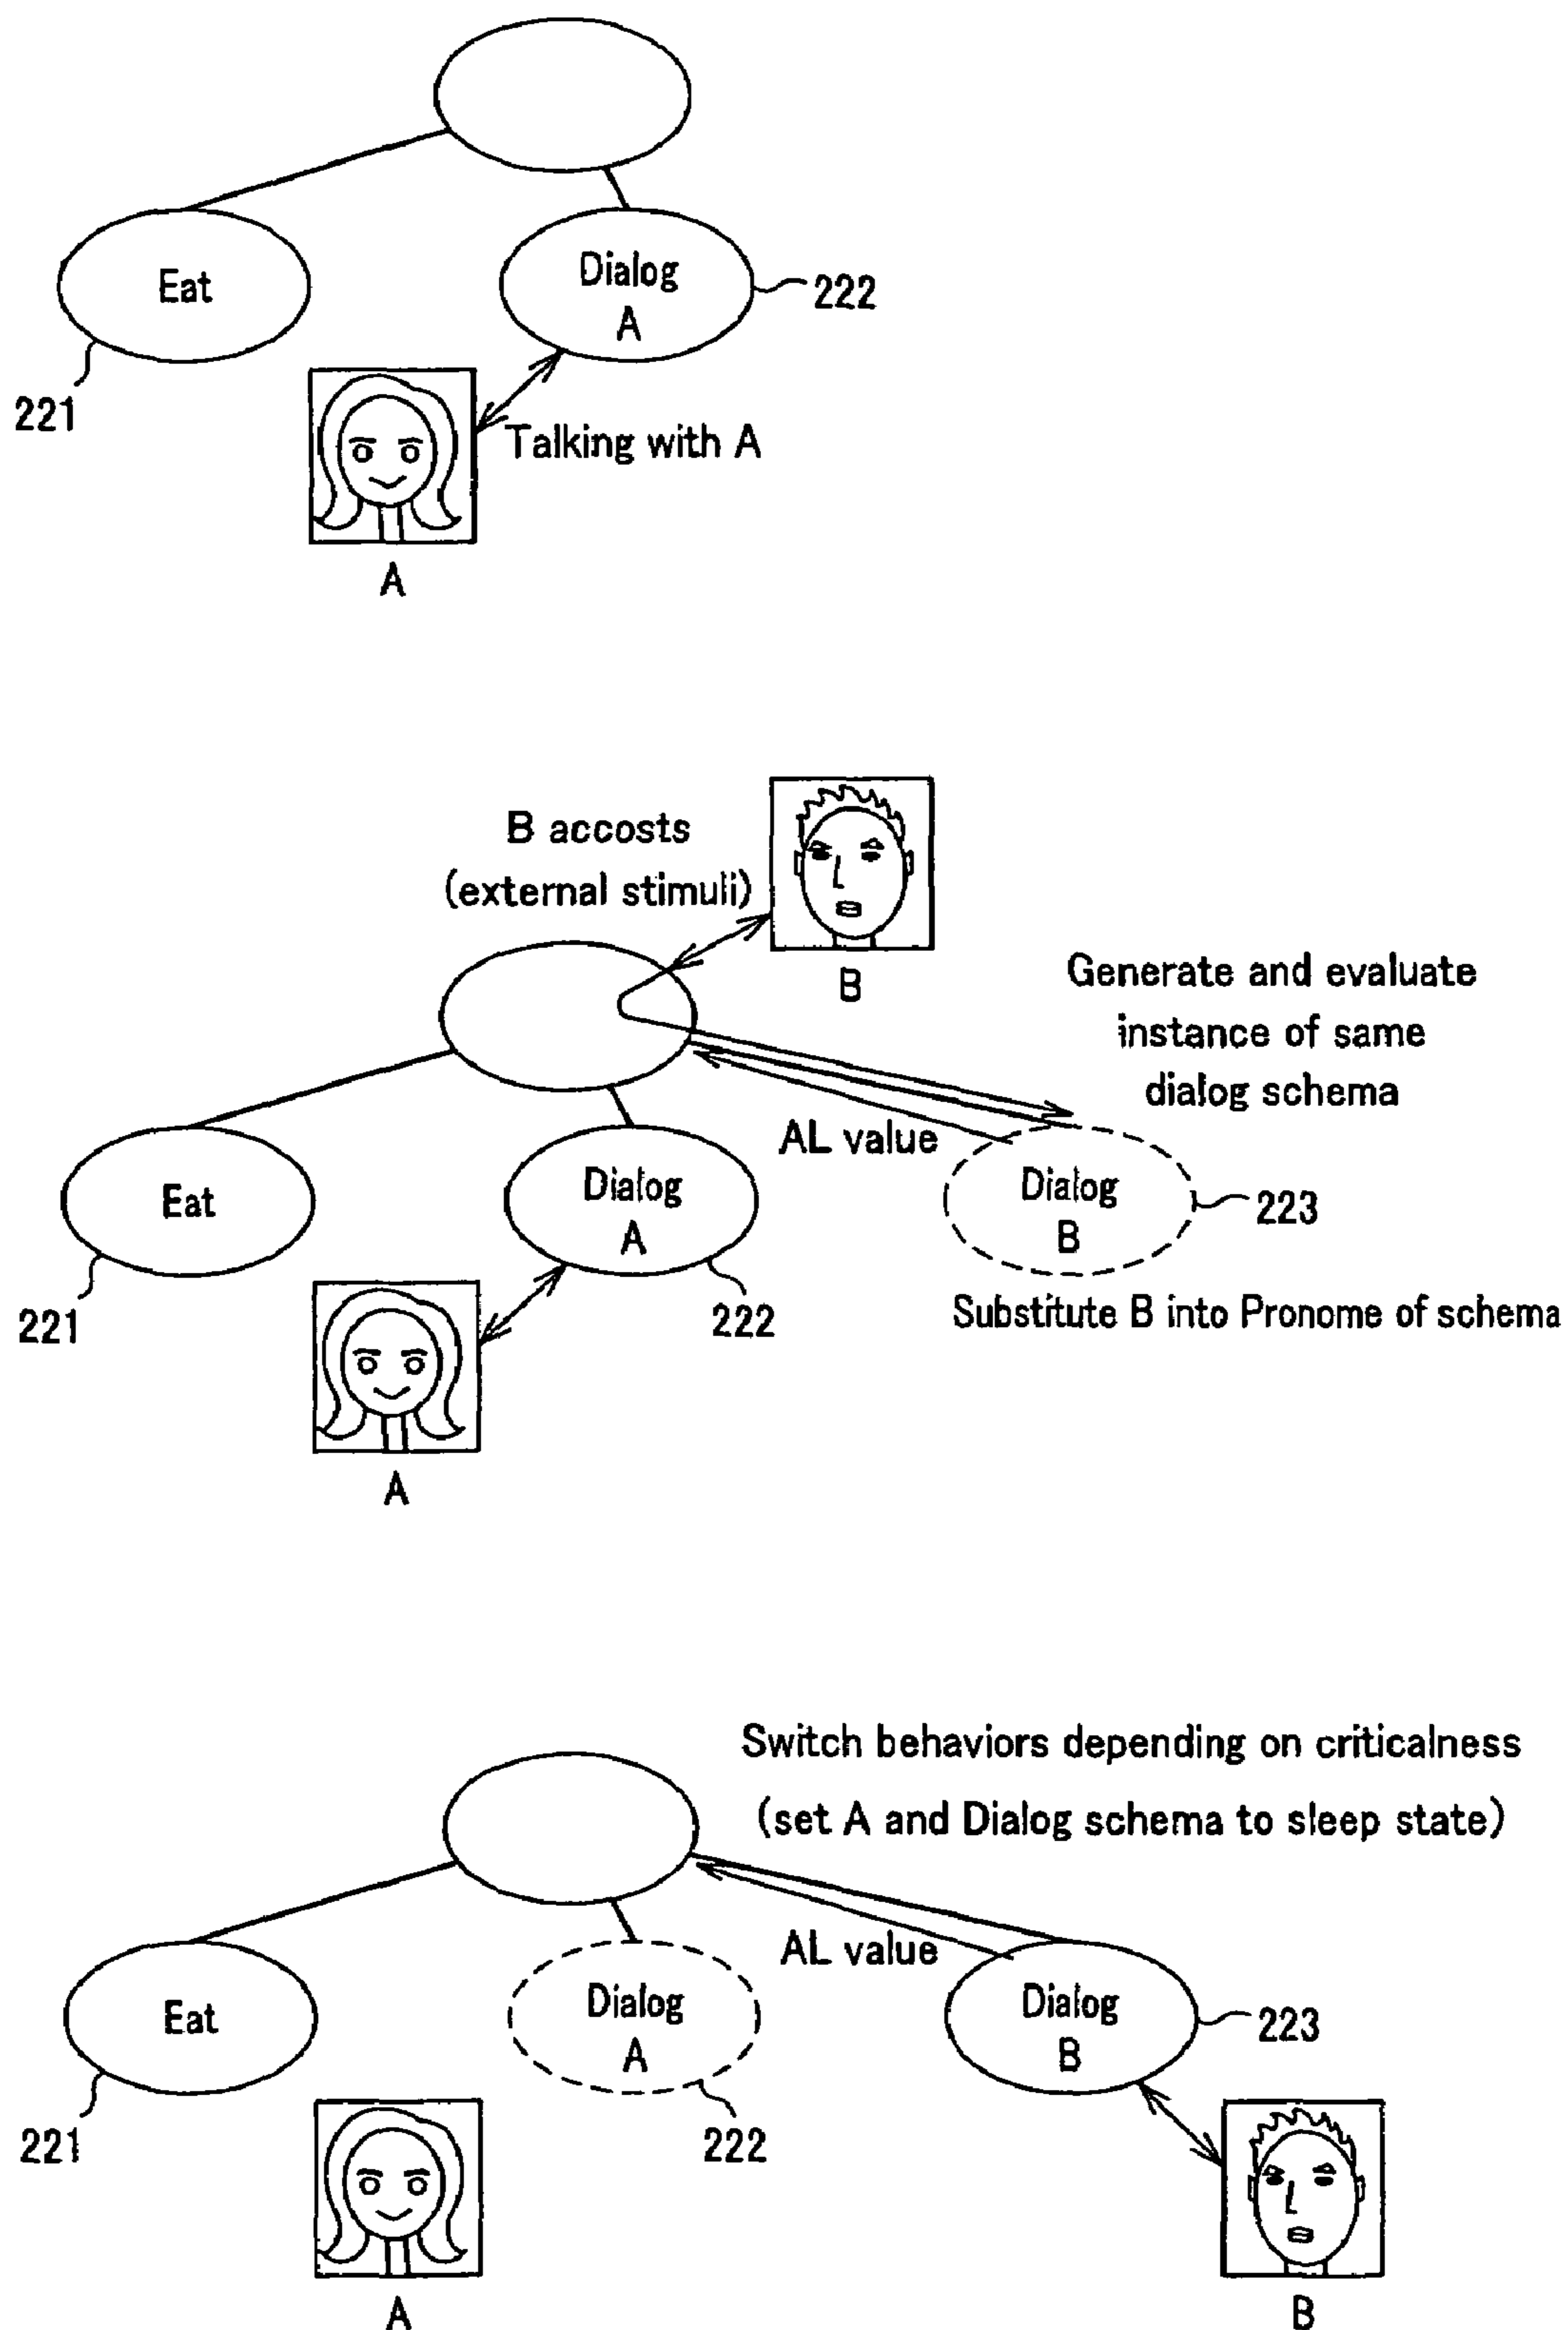 Eat
Dialog
A
222
221
Talking with A
A
B accosts
(external stimuli)
B
Generate and evaluate
instance of same
dialog schema
AL value
Eat
Dialog
A
Dialog
B
223
221
222
Substitute B into Pronome of schema
A
Switch behaviors depending on criticalness
(set A and Dialog schema to sleep state)
AL value
Eat
Dialog
A
Dialog
B
223
221
222
A
B